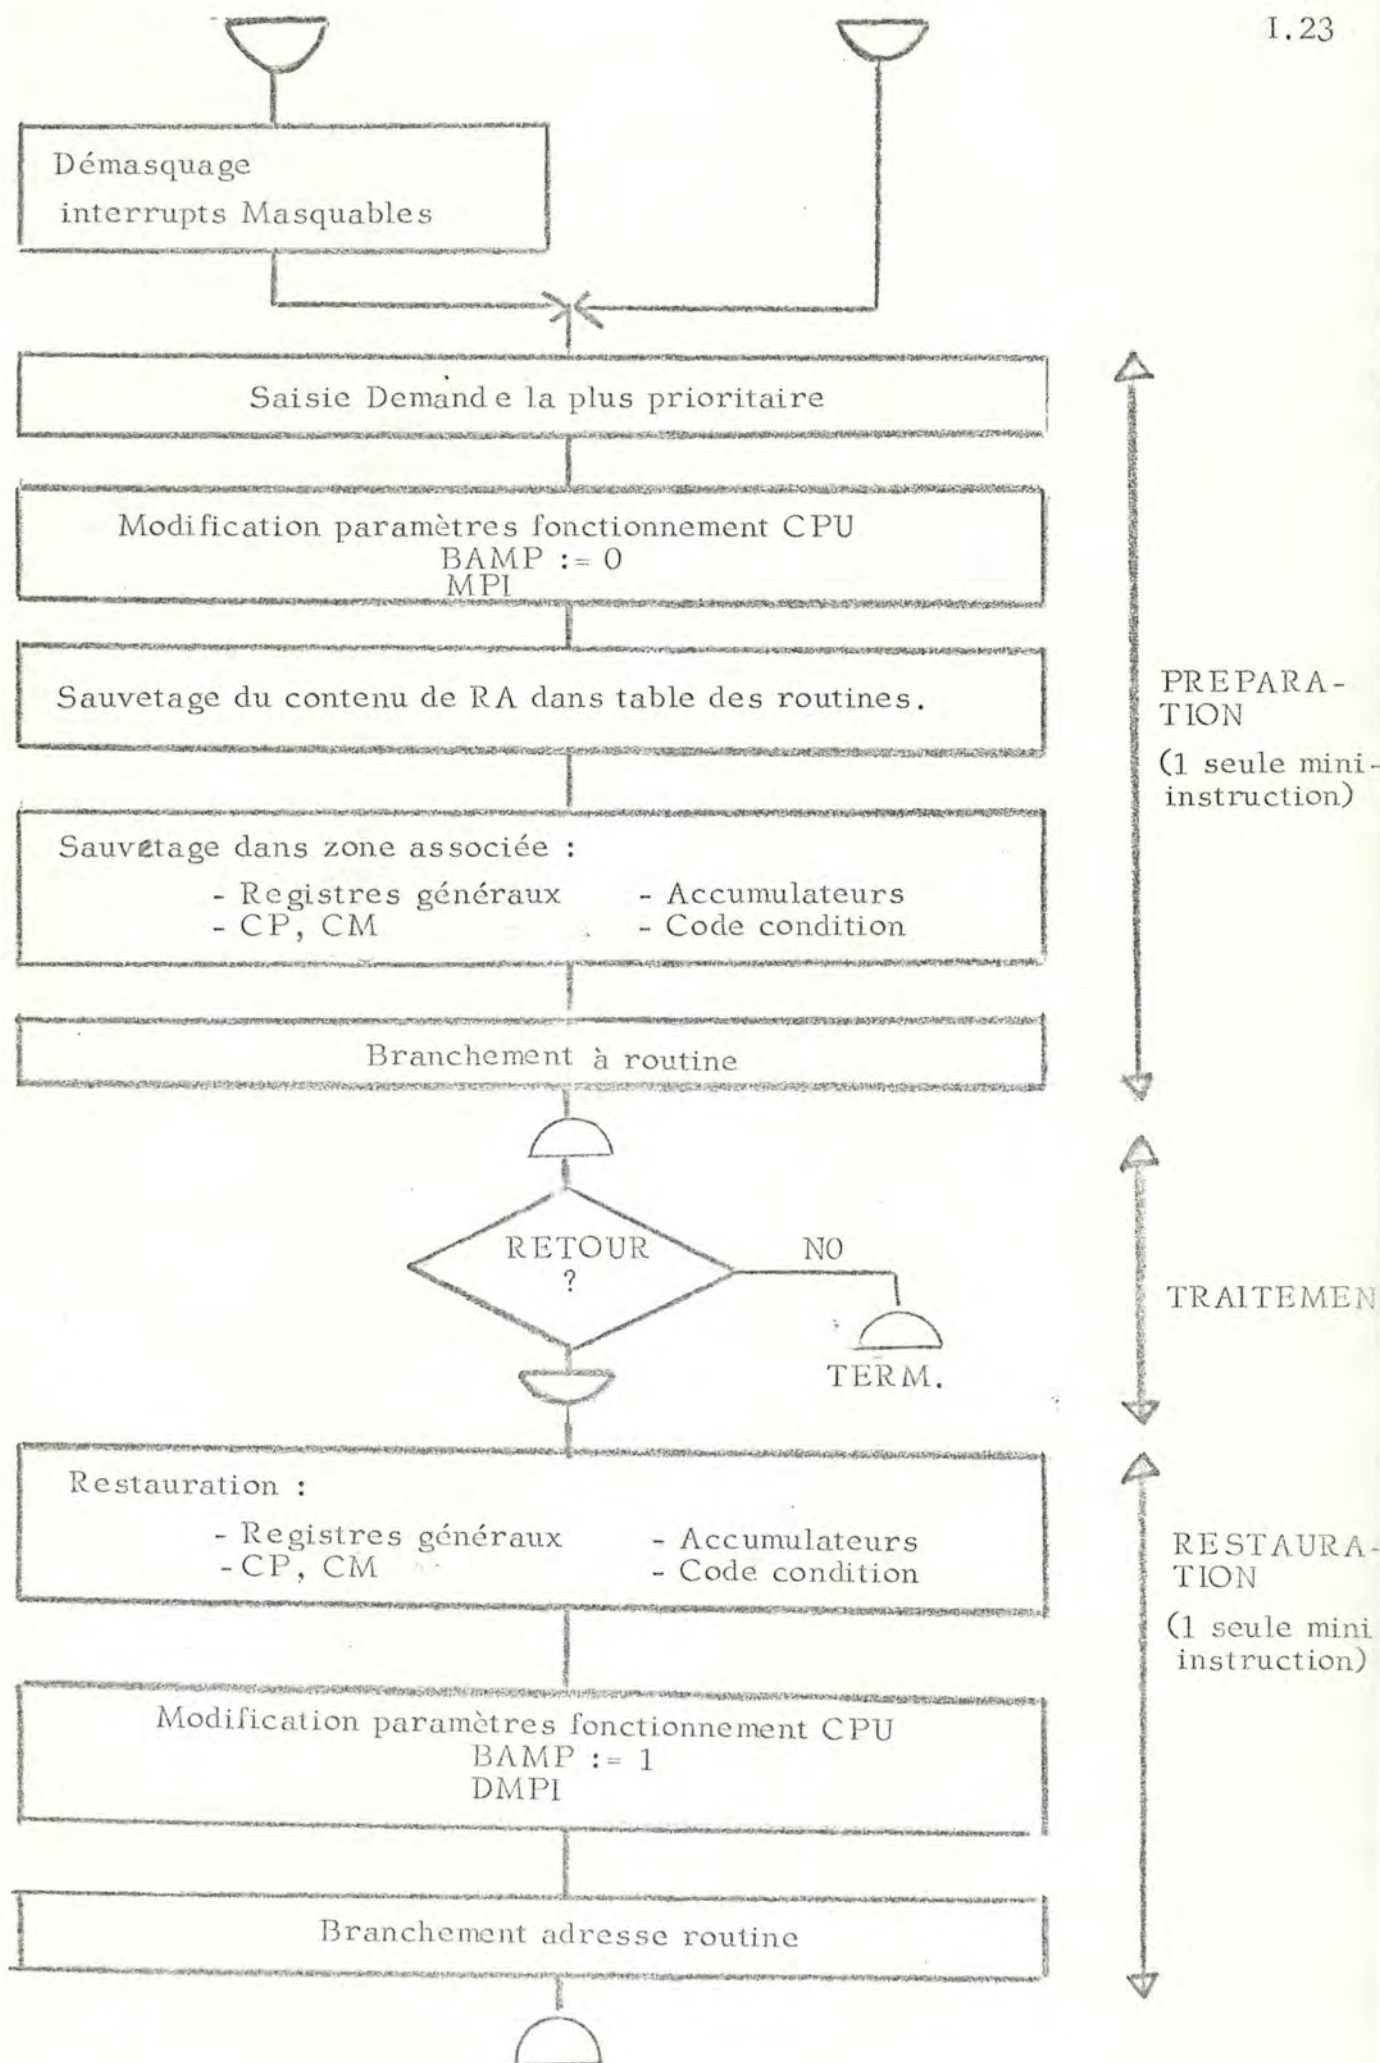 I.23
Démasquage
interrupts Masquables
Saisie Demande la plus prioritaire
Modification paramètres fonctionnement CPU
BAMP := 0
MPI
Sauvetage du contenu de RA dans table des routines.
PREPARA-
TION
(1 seule mini-
instruction)
Sauvetage dans zone associée :
- Registres généraux - Accumulateurs
- CP, CM - Code condition
Branchement à routine
RETOUR
?
NO
TERM.
TRAITEMEN
Restauration :
- Registres généraux - Accumulateurs
- CP, CM - Code condition
RESTAURA-
TION
(1 seule mini
instruction)
Modification paramètres fonctionnement CPU
BAMP := 1
DMPI
Branchement adresse routine